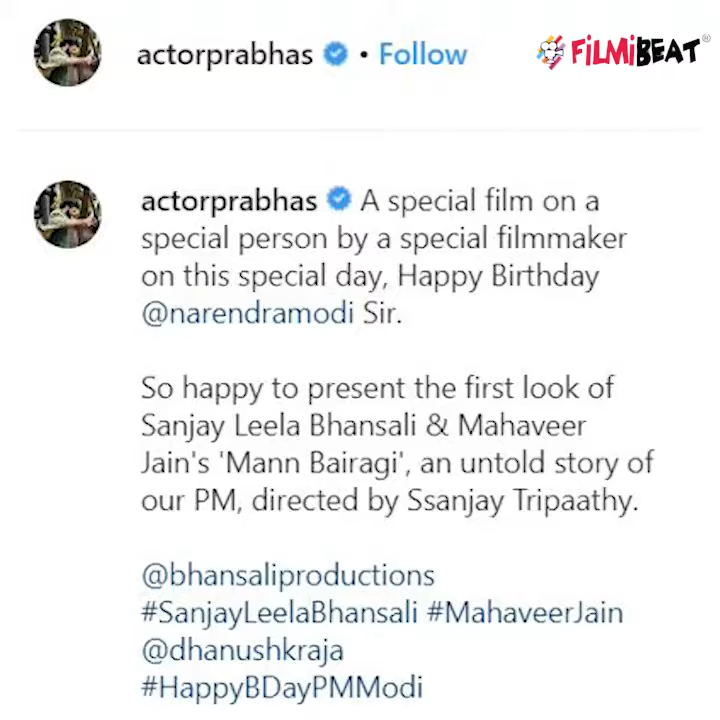 actorprabhas • Follow
FiLMiBEAT®
actorprabhas A special film on a
special person by a special filmmaker
on this special day, Happy Birthday
@narendramodi Sir.
So happy to present the first look of
Sanjay Leela Bhansali & Mahaveer
Jain's 'Mann Bairagi', an untold story of
our PM, directed by Ssanjay Tripaathy.
@bhansaliproductions
#SanjayLeelaBhansali #MahaveerJain
@dhanushkraja
#HappyBDayPMModi